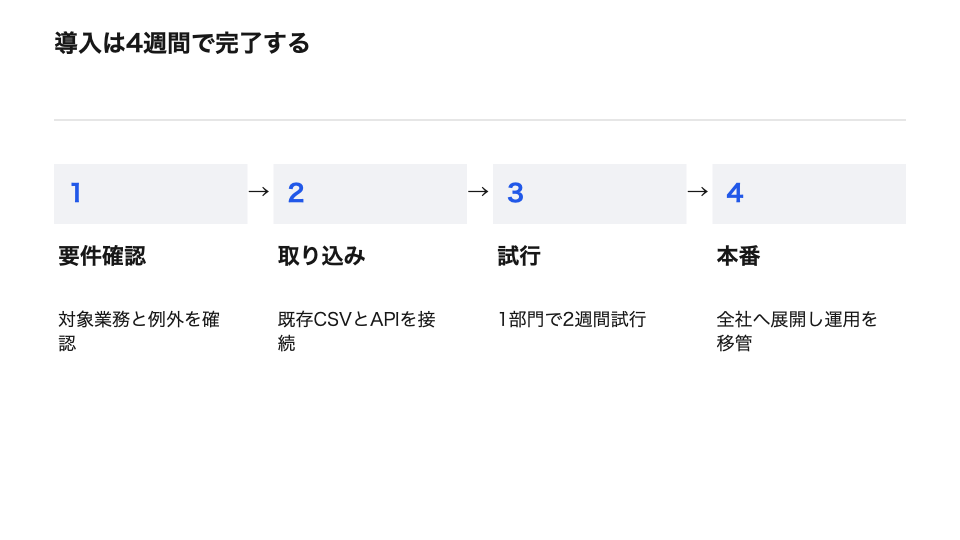 導入は4週間で完了する
1
→
2
→
3
→
4
要件確認
取り込み
試行
本番
対象業務と例外を確
認
既存CSVとAPIを接
続
1部門で2週間試行
全社へ展開し運用を
移管